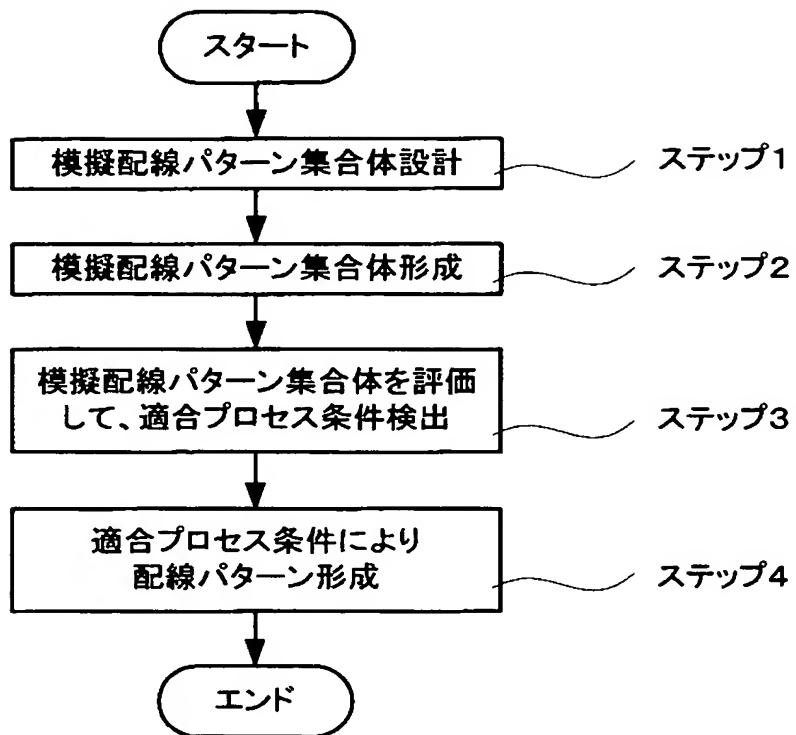 スタート
模擬配線パターン集合体設計
ステップ1
模擬配線パターン集合体形成
ステップ2
模擬配線パターン集合体を評価
して、適合プロセス条件検出
ステップ3
適合プロセス条件により
配線パターン形成
ステップ4
エンド